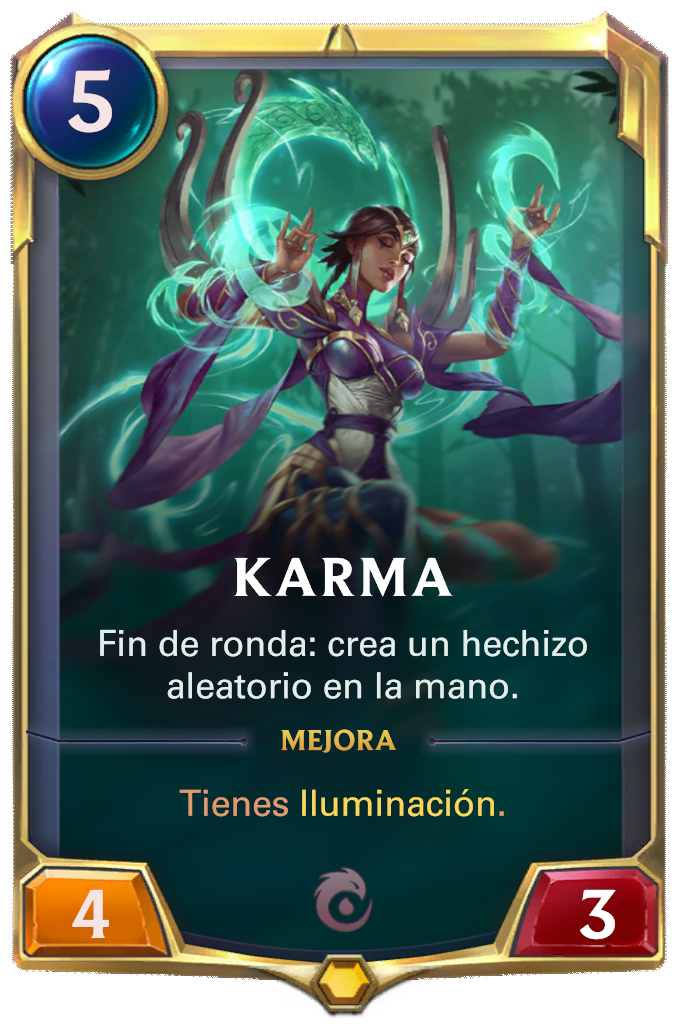 5
KARMA
Fin de ronda: crea un hechizo
aleatorio en la mano.
MEJORA
Tienes Iluminación.
4
3